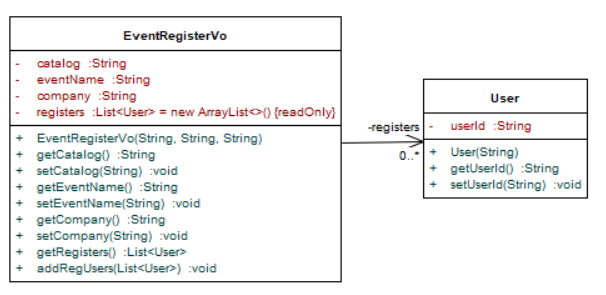 EventRegisterVo
- catalog :String
- eventName :String
- company :String
- registers :List<User> = new ArrayList<>() {readOnly}
+ EventRegisterVo(String, String, String)
+ getCatalog() :String
+ setCatalog(String) :void
+ getEventName() :String
+ setEventName(String) :void
+ getCompany() :String
+ setCompany(String) :void
+ getRegisters() :List<User>
+ addRegUsers(List<User>) :void
-registers
0..*
User
- userId :String
+ User(String)
+ getUserId() :String
+ setUserId(String) :void